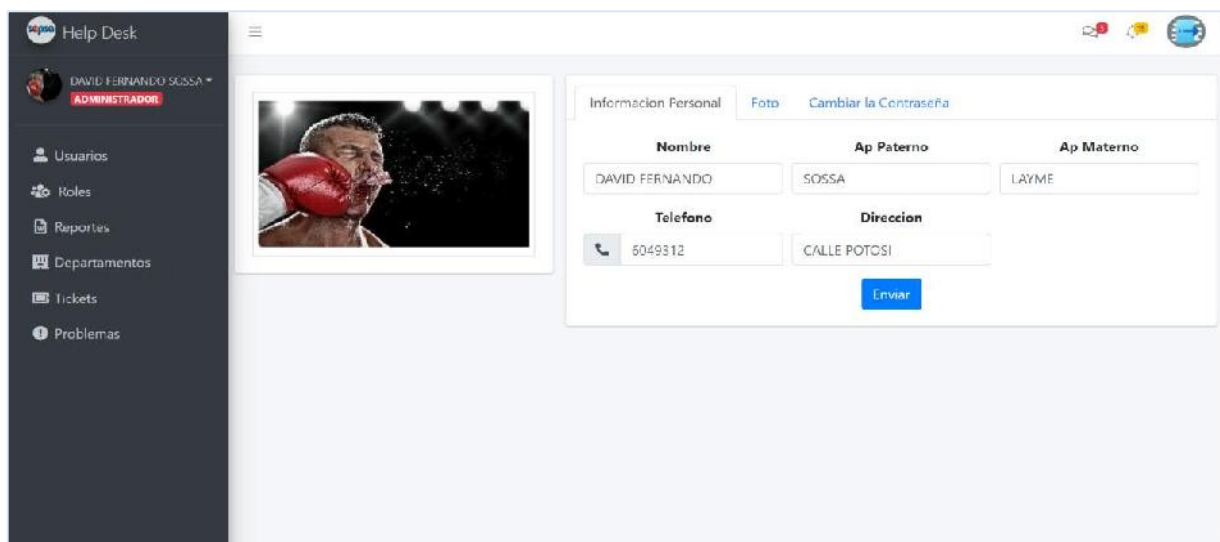 sepsa Help Desk
DAVID FERNANDO SOSSA
ADMINISTRADOR
Usuarios
Roles
Reportes
Departamentos
Tickets
Problemas
Informacion Personal Foto Cambiar la Contraseña
Nombre Ap Paterno Ap Materno
DAVID FERNANDO SOSSA LAYME
Telefono Direccion
6049312 CALLE POTOSI
Enviar